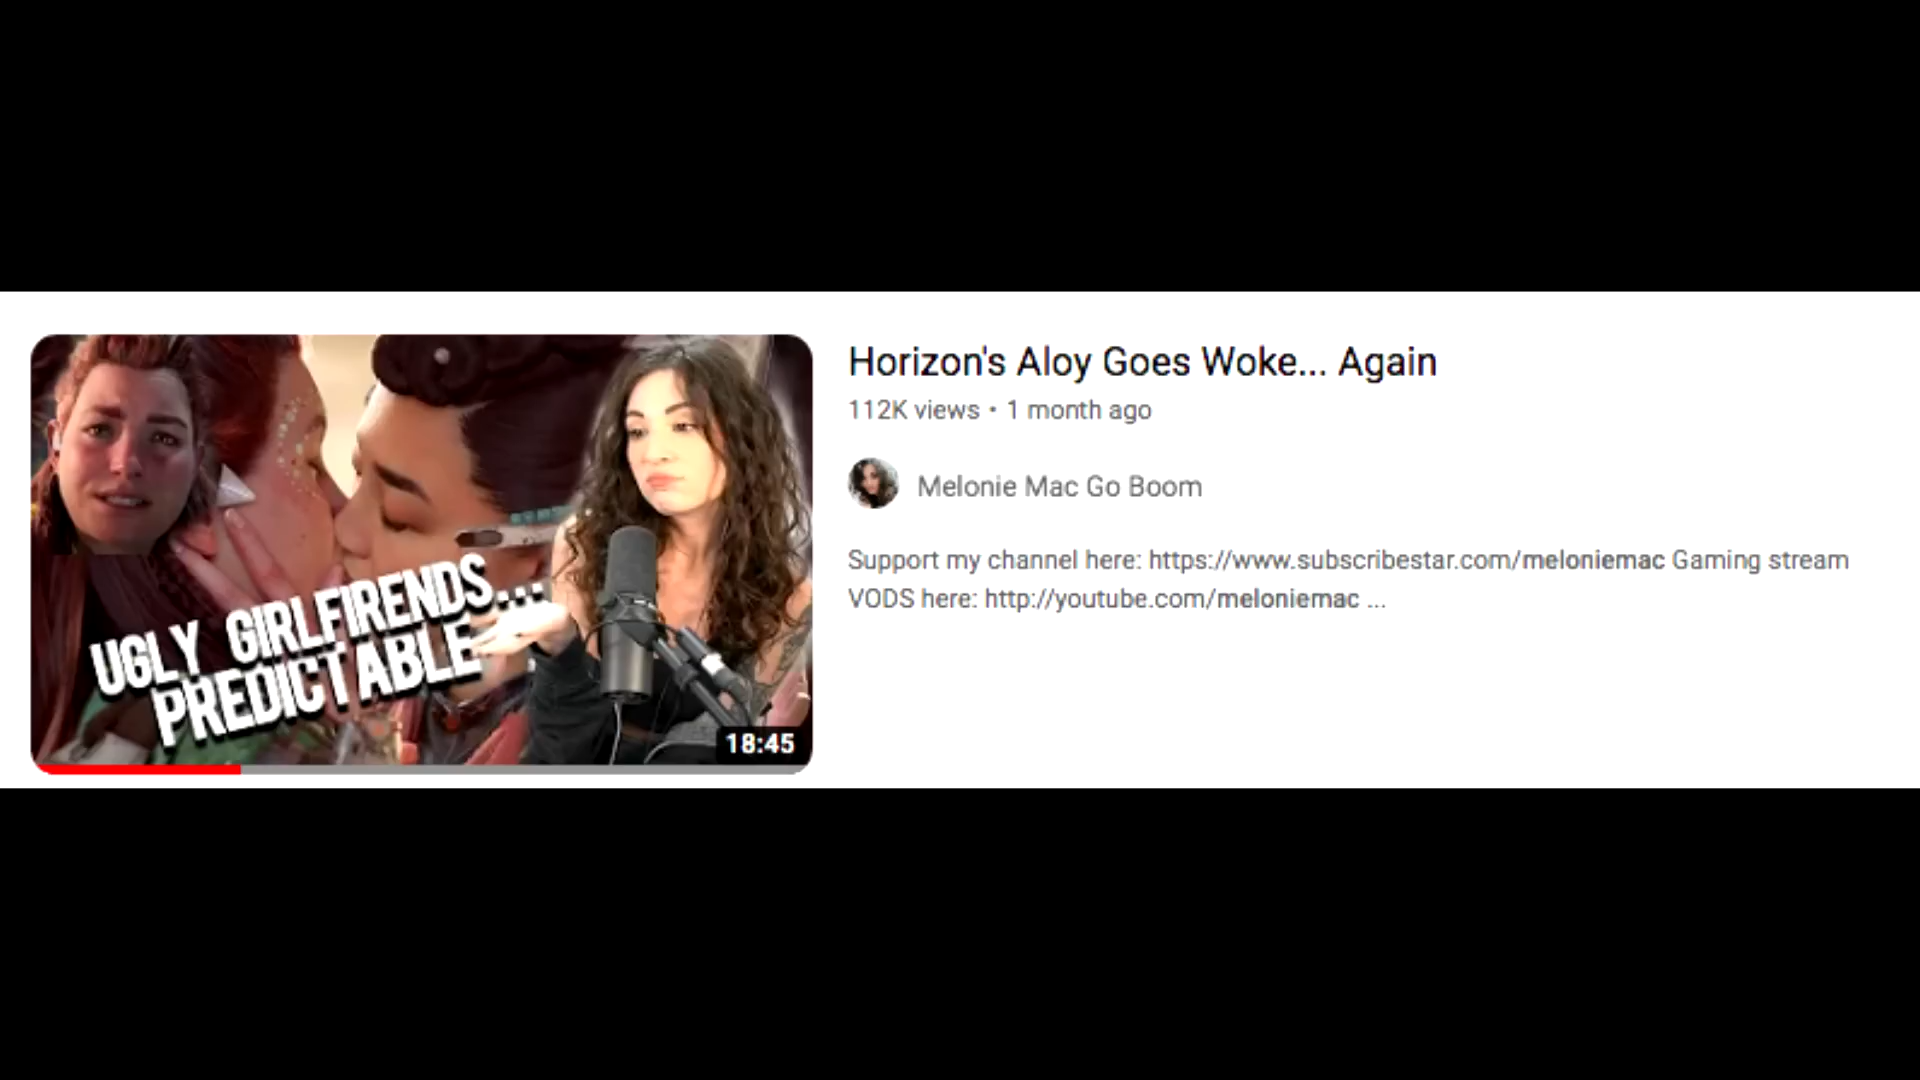 UGLY GIRLFIRENDS...
PREDICTABLE
18:45
Horizon's Aloy Goes Woke... Again
112K views • 1 month ago
Melonie Mac Go Boom
Support my channel here: https://www.subscribestar.com/meloniemac Gaming stream
VODS here: http://youtube.com/meloniemac ...